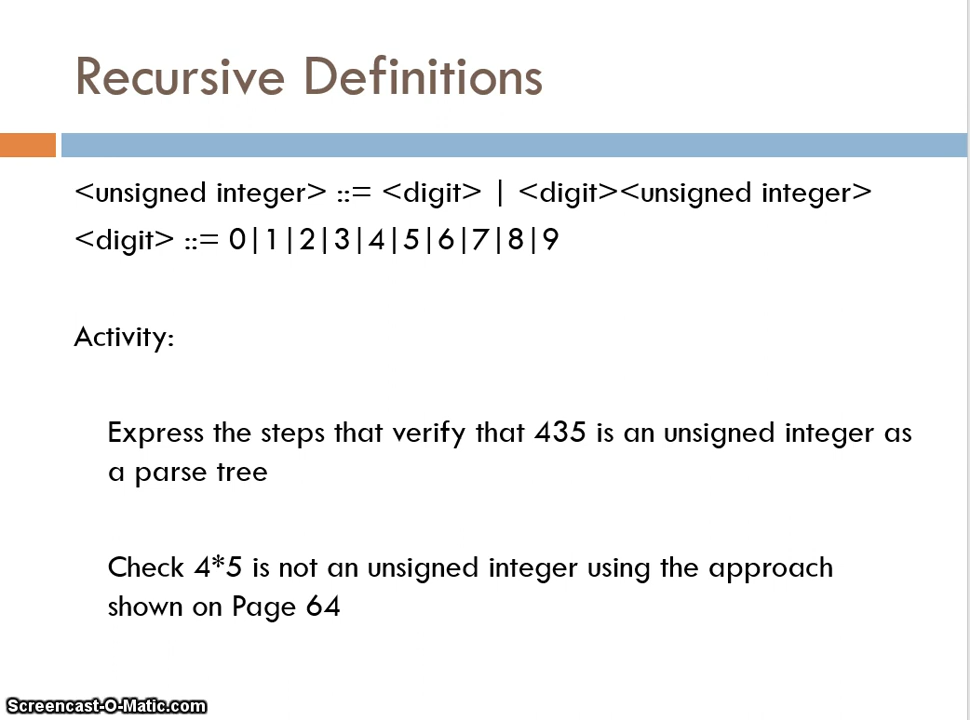 Recursive Definitions
<unsigned integer> ::= <digit> | <digit><unsigned integer>
<digit> ::= 0|1|2|3|4|5|6|7|8|9
Activity:
Express the steps that verify that 435 is an unsigned integer as
a parse tree
Check 4*5 is not an unsigned integer using the approach
shown on Page 64
Screencast-O-Matic.com